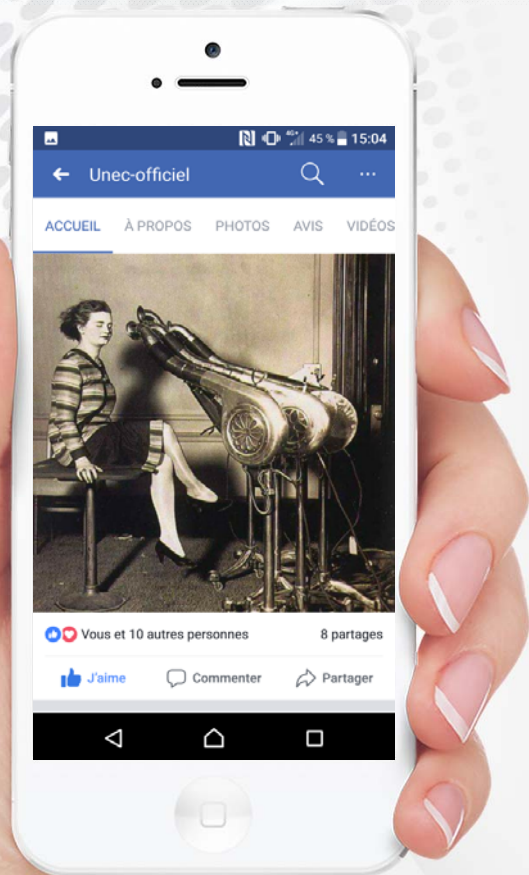 45 % 15:04
Unec-officiel
ACCUEIL À PROPOS PHOTOS AVIS VIDÉOS
Vous et 10 autres personnes 8 partages
J'aime Commenter Partager